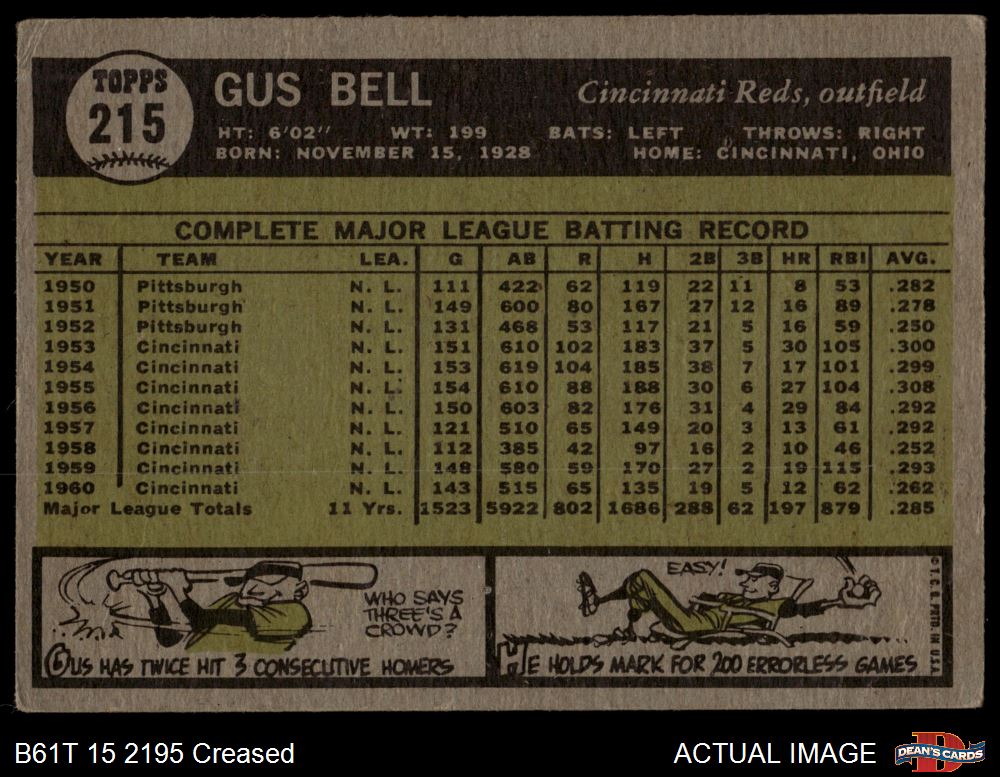 TOPPS
215
GUS BELL
Cincinnati Reds, outfield
HT: 6'02" WT: 199 BATS: LEFT THROWS: RIGHT
BORN: NOVEMBER 15, 1928 HOME: CINCINNATI, OHIO
COMPLETE MAJOR LEAGUE BATTING RECORD
YEAR TEAM LEA. G AB R H 2B 3B HR RBI AVG.
1950 Pittsburgh N. L. 111 422 62 119 22 11 8 53 .282
1951 Pittsburgh N. L. 149 600 80 167 27 12 16 89 .278
1952 Pittsburgh N. L. 131 468 53 117 21 5 16 59 .250
1953 Cincinnati N. L. 151 610 102 183 37 5 30 105 .300
1954 Cincinnati N. L. 153 619 104 185 38 7 17 101 .299
1955 Cincinnati N. L. 154 610 88 188 30 6 27 104 .308
1956 Cincinnati N. L. 150 603 82 176 31 4 29 84 .292
1957 Cincinnati N. L. 121 510 65 149 20 3 13 61 .292
1958 Cincinnati N. L. 112 385 42 97 16 2 10 46 .252
1959 Cincinnati N. L. 148 580 59 170 27 2 19 115 .293
1960 Cincinnati N. L. 143 515 65 135 19 5 12 62 .262
Major League Totals 11 Yrs. 1523 5922 802 1686 288 62 197 879 .285
WHO SAYS
THREE'S A
CROWD?
GUS HAS TWICE HIT 3 CONSECUTIVE HOMERS
EASY!
HE HOLDS MARK FOR 200 ERRORLESS GAMES
© T.C.G. PRTD. IN U.S.A.
B61T 15 2195 Creased
ACTUAL IMAGE
DEAN'S CARDS